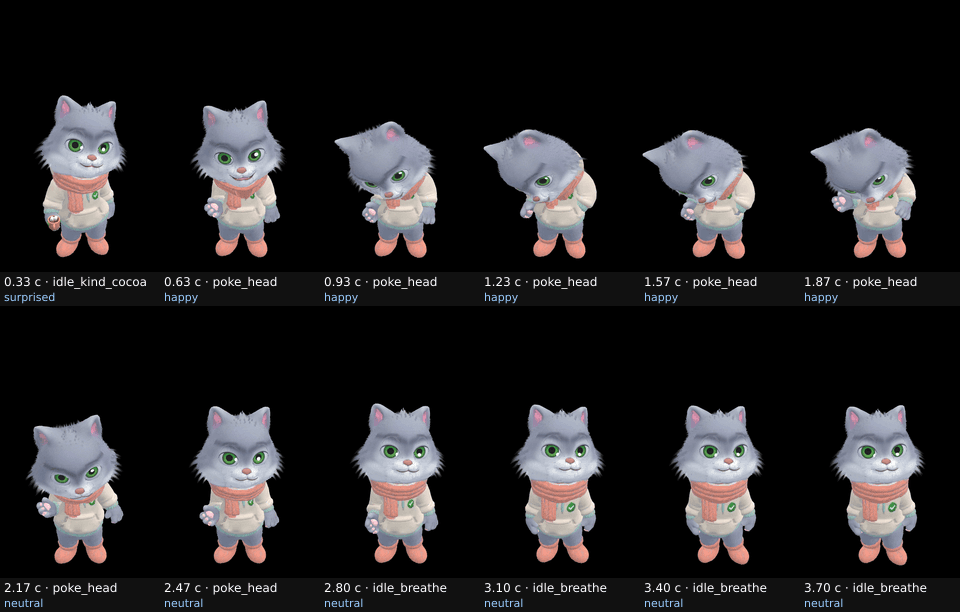 0.33 с · idle_kind_cocoa
surprised
0.63 с · poke_head
happy
0.93 с · poke_head
happy
1.23 с · poke_head
happy
1.57 с · poke_head
happy
1.87 с · poke_head
happy
2.17 с · poke_head
neutral
2.47 с · poke_head
neutral
2.80 с · idle_breathe
neutral
3.10 с · idle_breathe
neutral
3.40 с · idle_breathe
neutral
3.70 с · idle_breathe
neutral